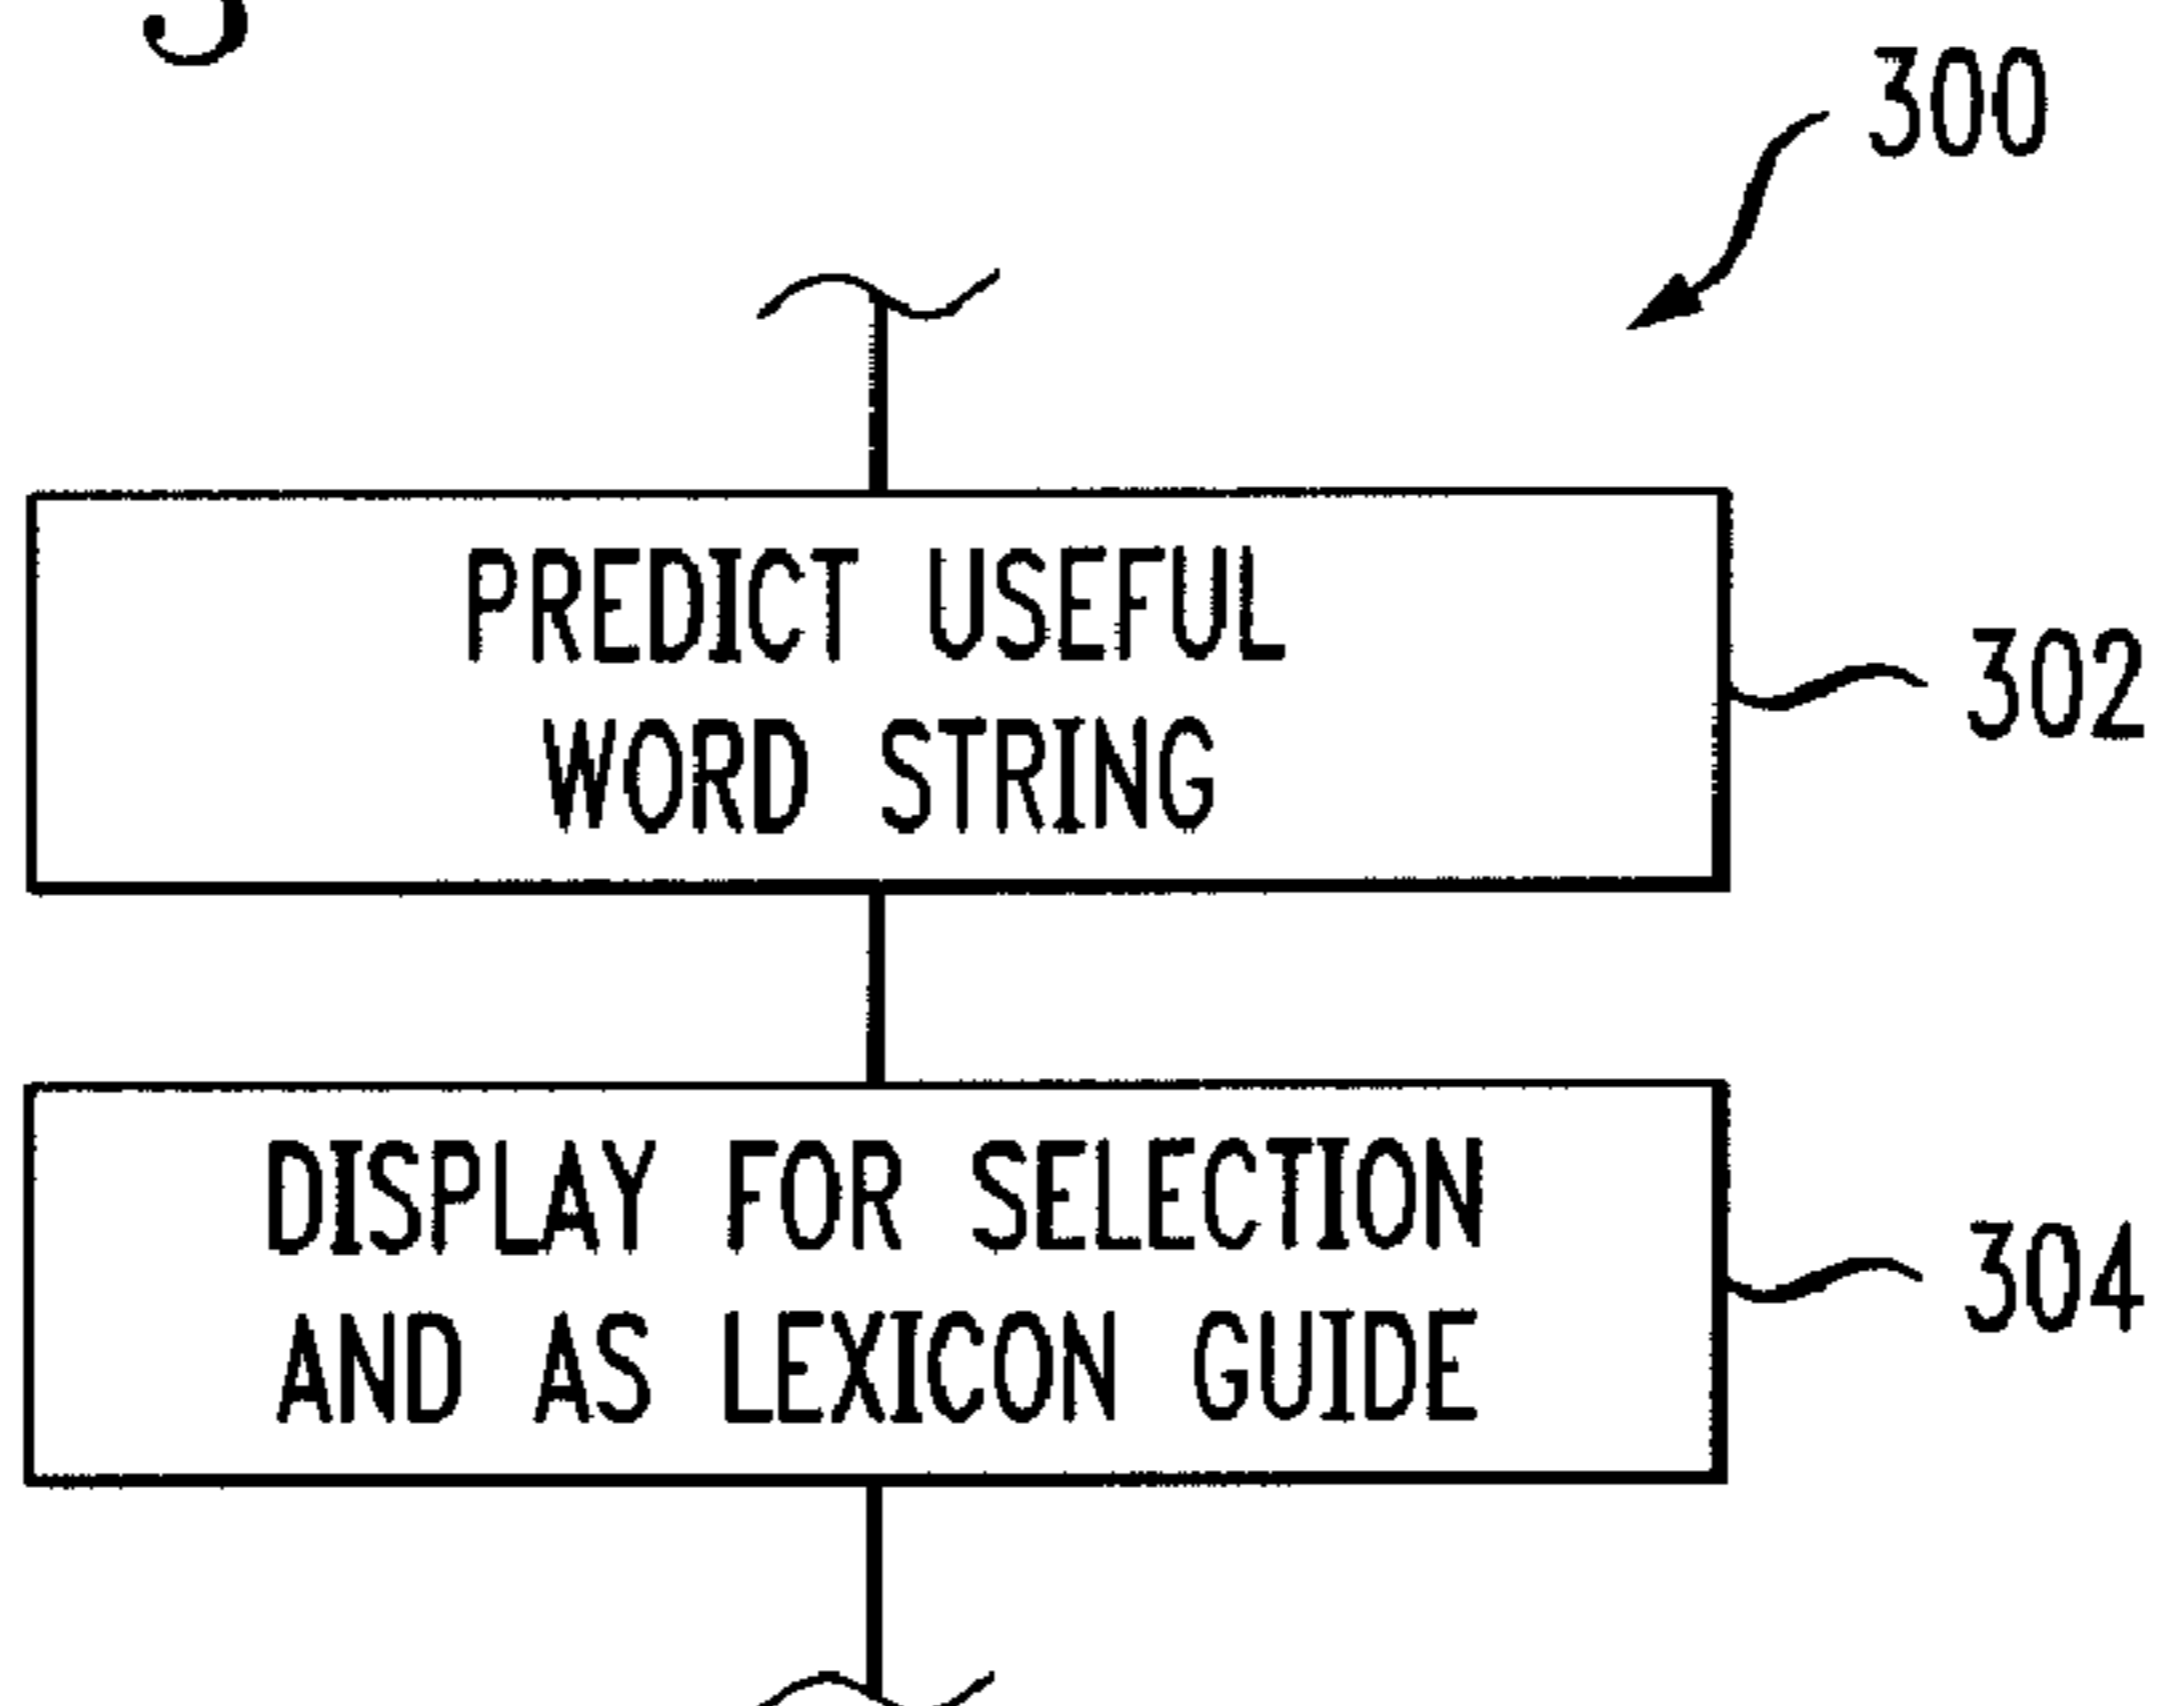 300
PREDICT USEFUL
WORD STRING
302
DISPLAY FOR SELECTION
AND AS LEXICON GUIDE
304